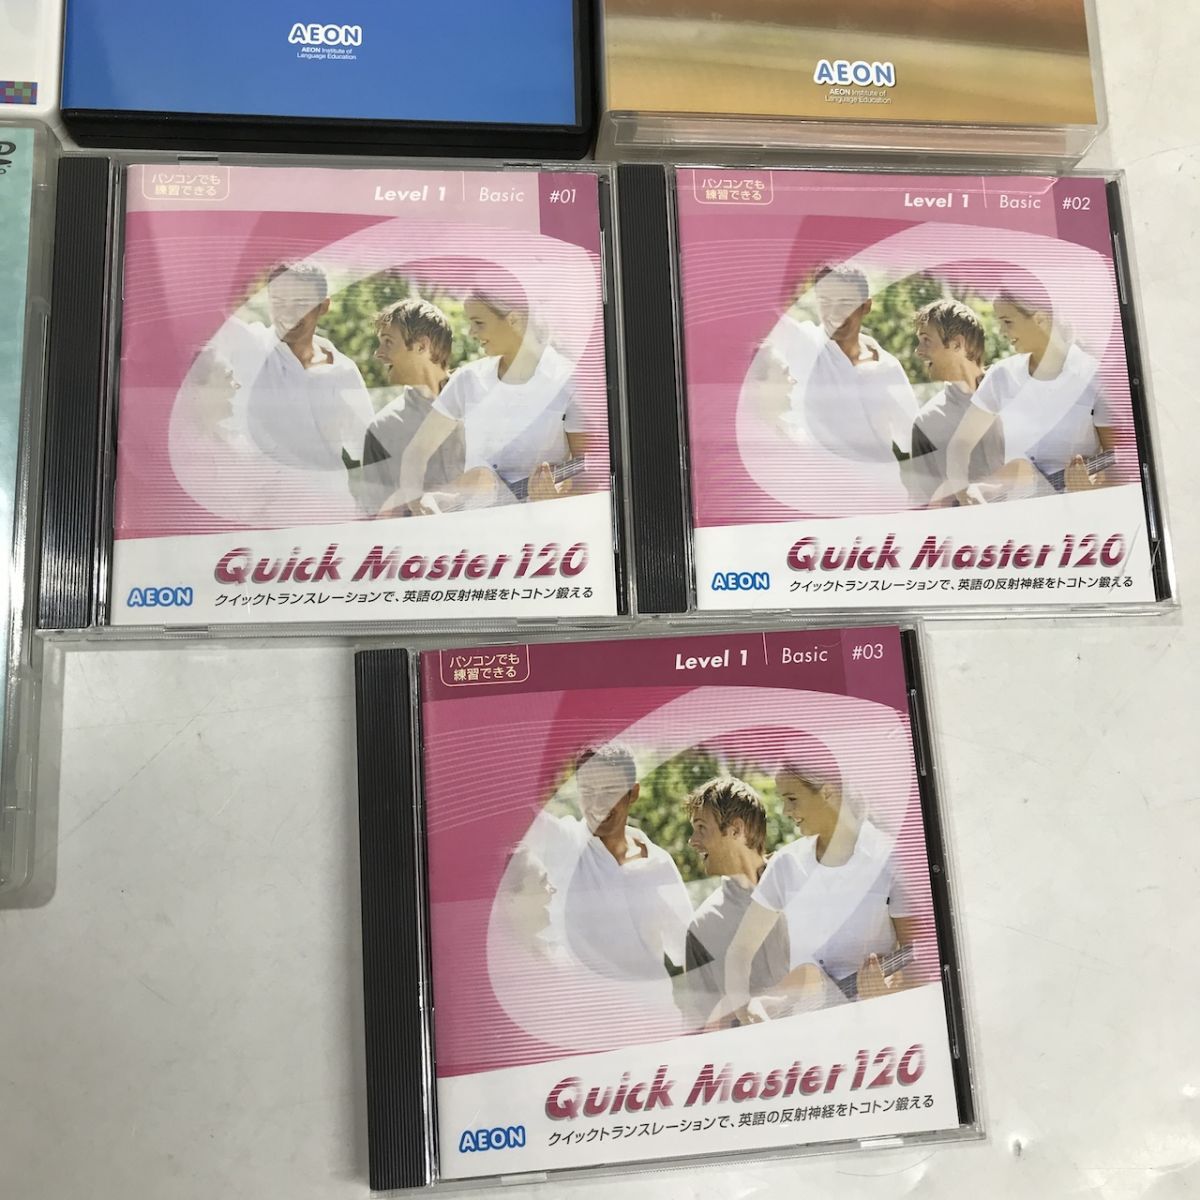 AEON
AEON Institute of
Language Education
AEON
AEON Institute of
Language Education
パソコンでも
練習できる
Level 1 Basic #01
Quick Master 120
AEON
クイックトランスレーションで、英語の反射神経をトコトン鍛える
パソコンでも
練習できる
Level 1 Basic #02
Quick Master 120
AEON
クイックトランスレーションで、英語の反射神経をトコトン鍛える
パソコンでも
練習できる
Level 1 Basic #03
Quick Master 120
AEON
クイックトランスレーションで、英語の反射神経をトコトン鍛える